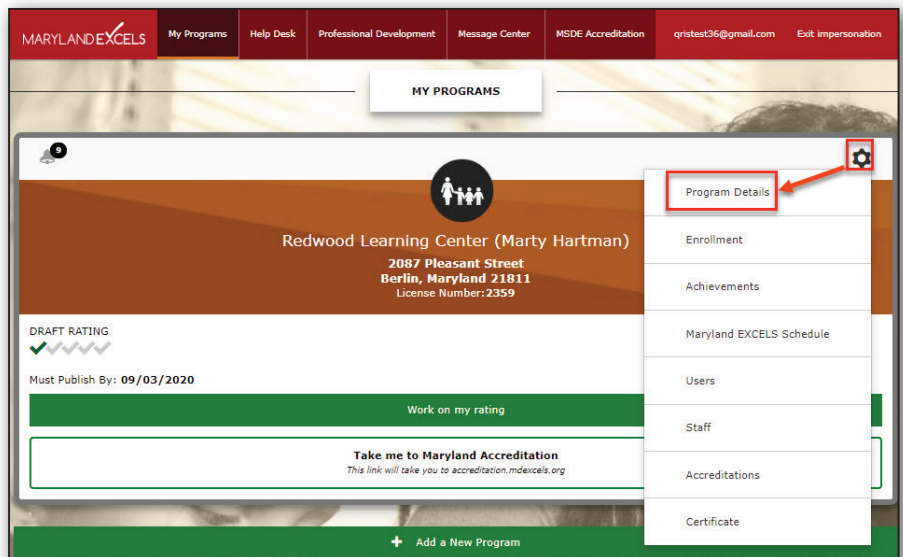 MARYLAND EXCELS
My Programs
Help Desk
Professional Development
Message Center
MSDE Accreditation
qristest36@gmail.com
Exit impersonation
MY PROGRAMS
9
Redwood Learning Center (Marty Hartman)
2087 Pleasant Street
Berlin, Maryland 21811
License Number:2359
DRAFT RATING
Must Publish By: 09/03/2020
Work on my rating
Take me to Maryland Accreditation
This link will take you to accreditation.mdexcels.org
+ Add a New Program
Program Details
Enrollment
Achievements
Maryland EXCELS Schedule
Users
Staff
Accreditations
Certificate